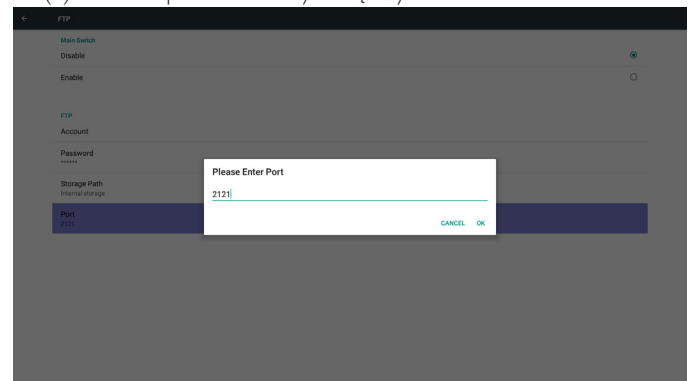 FTP
Main Switch
Disable
Enable
FTP
Account
Password
******
Storage Path
Internal storage
Port
2121
Please Enter Port
2121
CANCEL OK